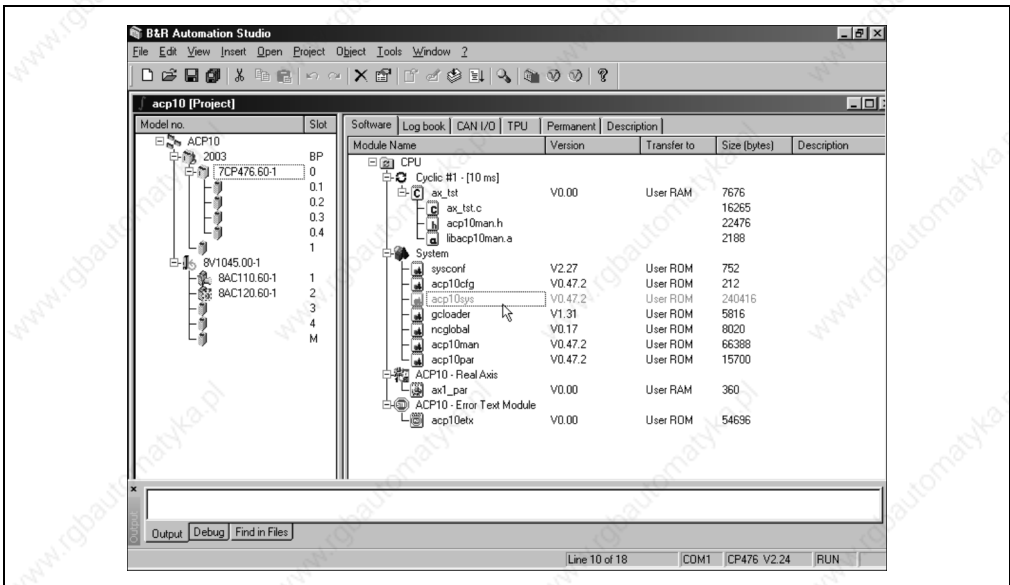 B&R Automation Studio
File Edit View Insert Open Project Object Tools Window ?
acp10 [Project]
Model no. Slot
ACP10
2003 BP
7CP476.60-1 0
0.1
0.2
0.3
0.4
1
8V1045.00-1
8AC110.60-1 1
8AC120.60-1 2
3
4
M
Software Log book CAN I/O TPU Permanent Description
Module Name Version Transfer to Size (bytes) Description
CPU
Cyclic #1 - [10 ms]
ax_tst V0.00 User RAM 7676
ax_tst.c 16265
acp10man.h 22476
libacp10man.a 2188
System
sysconf V2.27 User ROM 752
acp10cfg V0.47.2 User ROM 212
acp10sys V0.47.2 User ROM 240416
gcloader V1.31 User ROM 5816
ncglobal V0.17 User ROM 8020
acp10man V0.47.2 User ROM 66388
acp10par V0.47.2 User ROM 15700
ACP10 - Real Axis
ax1_par V0.00 User RAM 360
ACP10 - Error Text Module
acp10etx V0.00 User ROM 54696
Output
Output Debug Find in Files
Line 10 of 18 COM1 CP476 V2.24 RUN
www.rgbautomatyka.pl